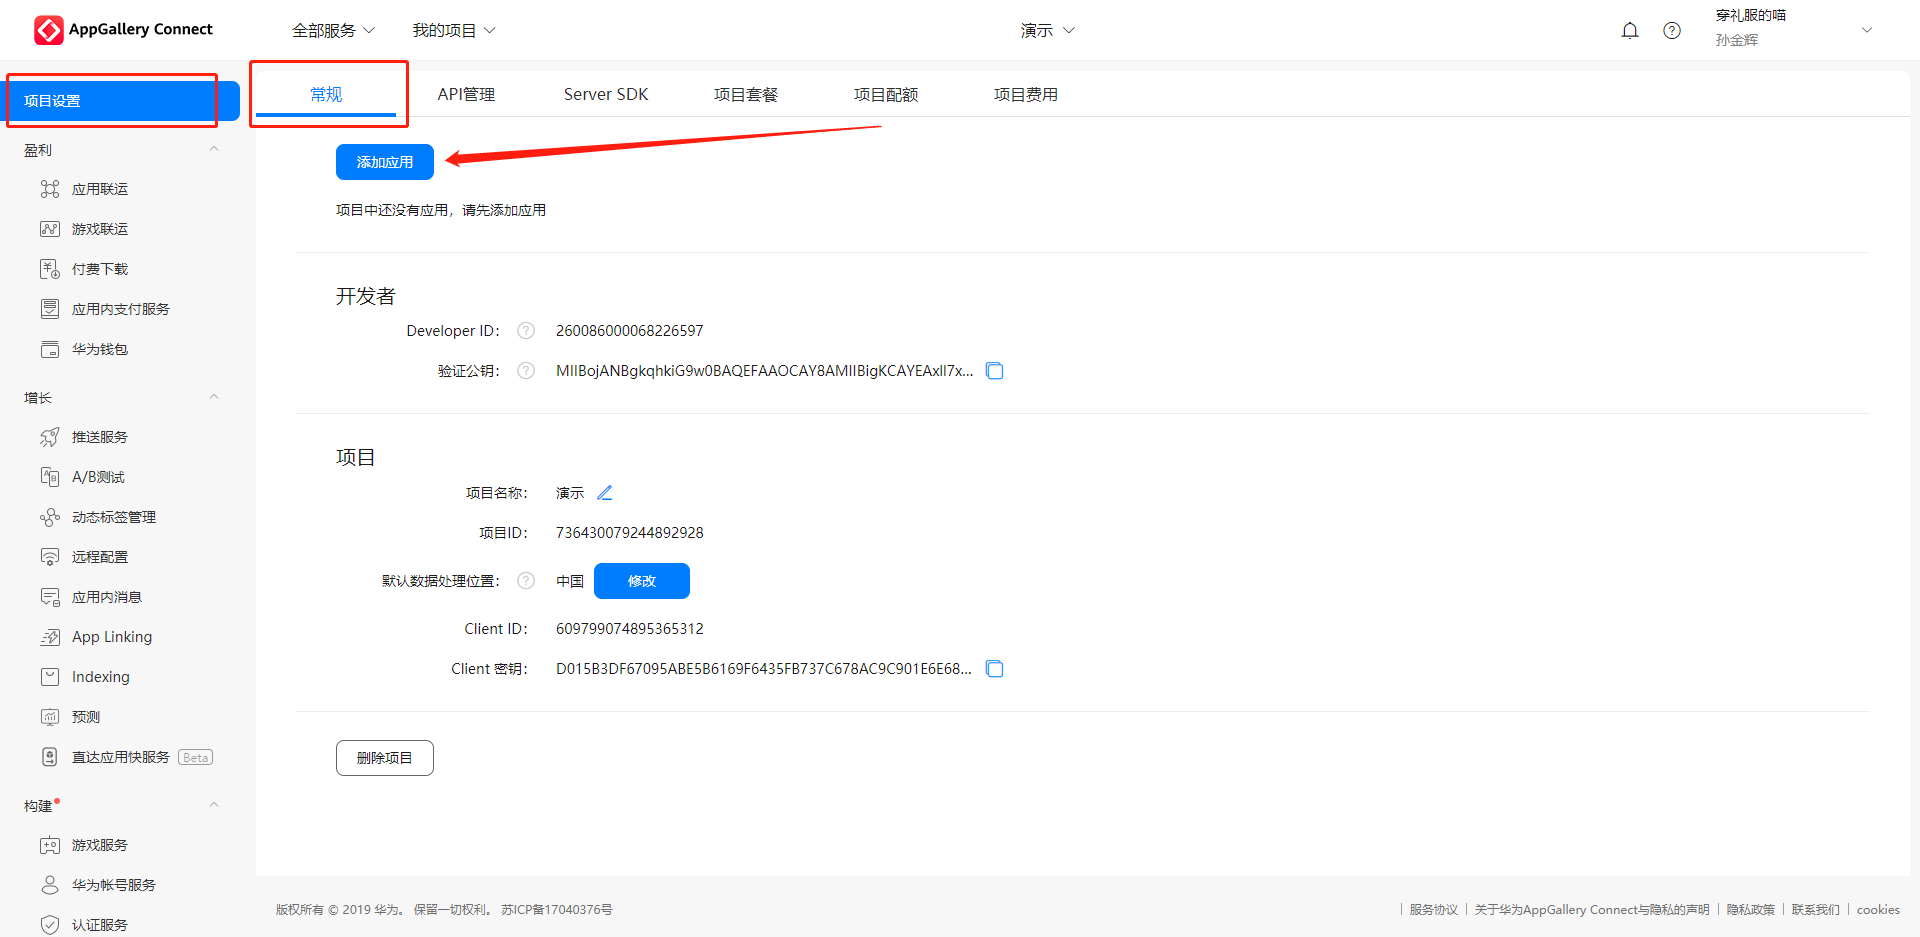 AppGallery Connect
全部服务
我的项目
演示
穿礼服的喵
孙金辉
项目设置
盈利
应用联运
游戏联运
付费下载
应用内支付服务
华为钱包
增长
推送服务
A/B测试
动态标签管理
远程配置
应用内消息
App Linking
Indexing
预测
直达应用快服务 Beta
构建
游戏服务
华为帐号服务
认证服务
常规
API管理
Server SDK
项目套餐
项目配额
项目费用
添加应用
项目中还没有应用，请先添加应用
开发者
Developer ID： 260086000068226597
验证公钥： MIIBojANBgkqhkiG9w0BAQEFAAOCAY8AMIIBigKCAYEAxII7x...
项目
项目名称： 演示
项目ID： 736430079244892928
默认数据处理位置： 中国 修改
Client ID： 609799074895365312
Client 密钥： D015B3DF67095ABE5B6169F6435FB737C678AC9C901E6E68...
删除项目
版权所有 © 2019 华为。 保留一切权利。 苏ICP备17040376号
服务协议 | 关于华为AppGallery Connect与隐私的声明 | 隐私政策 | 联系我们 | cookies